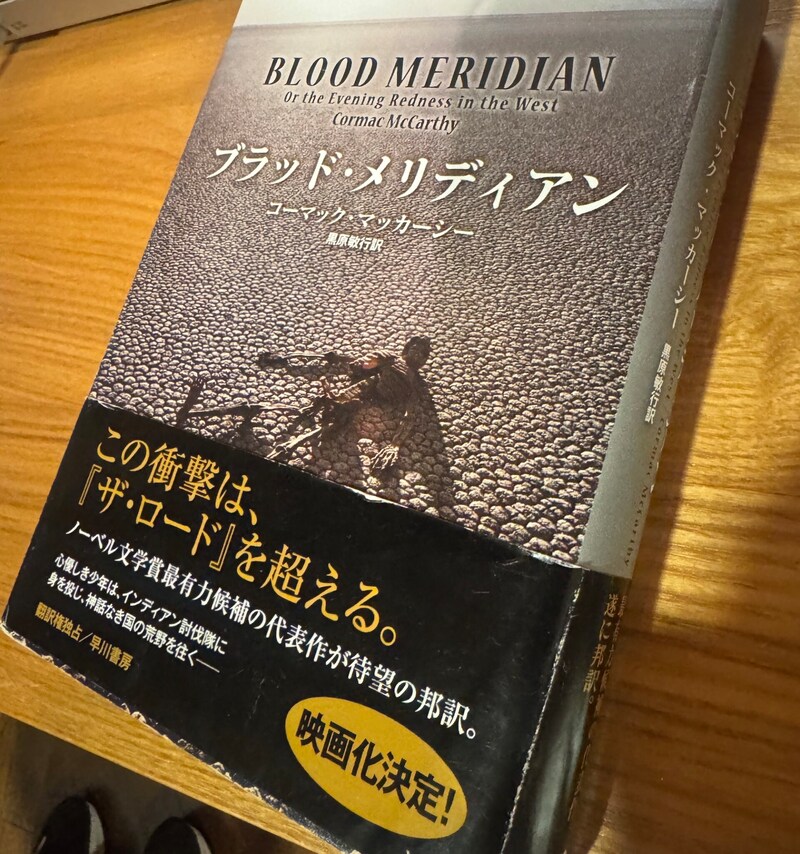 BLOOD MERIDIAN
Or the Evening Redness in the West
Cormac McCarthy
ブラッド・メリディアン
コーマック・マッカーシー
黒原敏行訳
この衝撃は、
『ザ・ロード』を超える。
ノーベル文学賞最有力候補の代表作が待望の邦訳。
心優しき少年は、インディアン討伐隊に
身を投じ、神話なき国の荒野を往く──
翻訳権独占/早川書房
映画化決定!
コーマック・マッカーシー
黒原敏行訳
Cormac McCarthy
遂に邦訳。